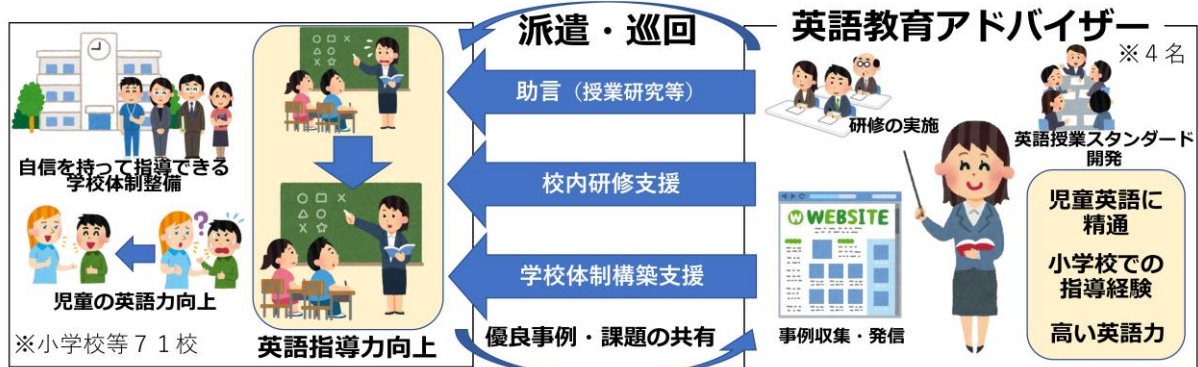 派遣・巡回
助言（授業研究等）
校内研修支援
学校体制構築支援
優良事例・課題の共有
自信を持って指導できる
学校体制整備
?
児童の英語力向上
※小学校等７１校
英語指導力向上
英語教育アドバイザー
※４名
研修の実施
英語授業スタンダード
開発
W WEBSITE
事例収集・発信
児童英語に
精通
小学校での
指導経験
高い英語力